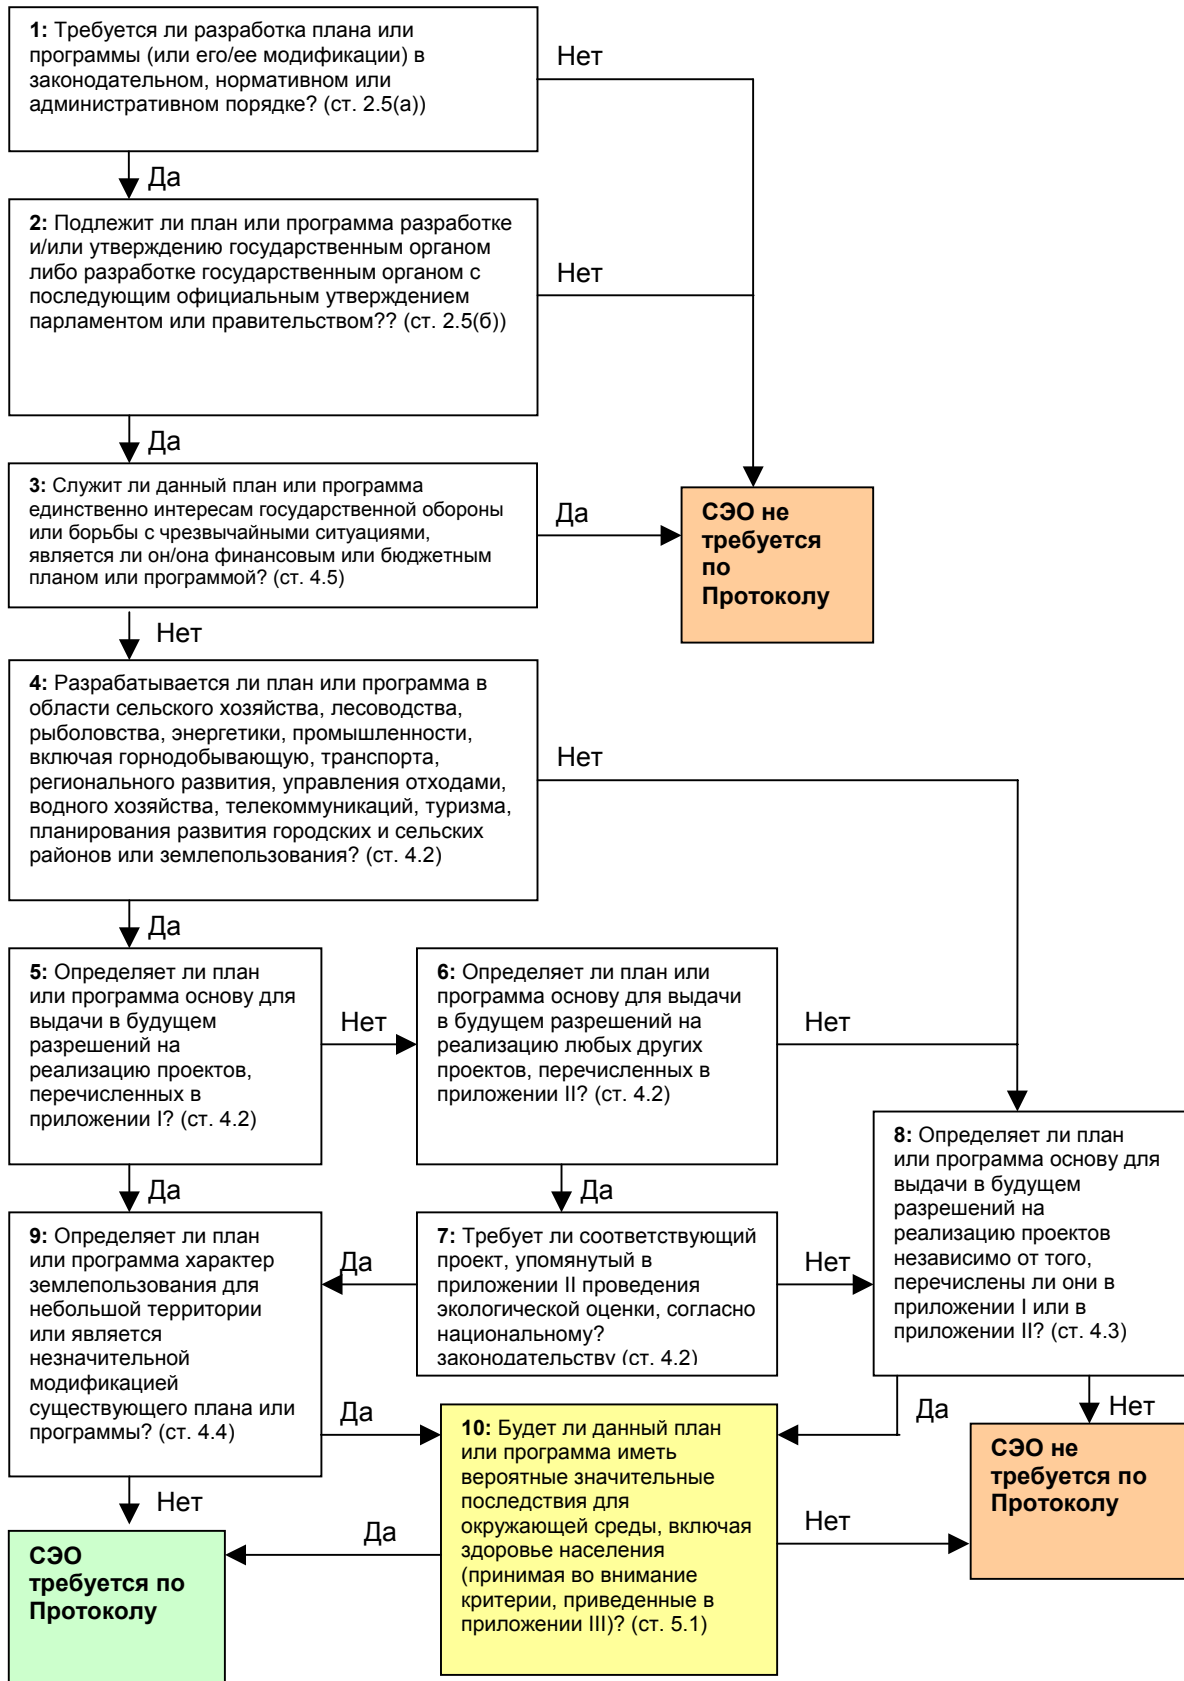 1: Требуется ли разработка плана или
программы (или его/ее модификации) в
законодательном, нормативном или
административном порядке? (ст. 2.5(а))
Нет
Да
2: Подлежит ли план или программа разработке
и/или утверждению государственным органом
либо разработке государственным органом с
последующим официальным утверждением
парламентом или правительством?? (ст. 2.5(б))
Нет
Да
3: Служит ли данный план или программа
единственно интересам государственной обороны
или борьбы с чрезвычайными ситуациями,
является ли он/она финансовым или бюджетным
планом или программой? (ст. 4.5)
Да
СЭО не
требуется
по
Протоколу
Нет
4: Разрабатывается ли план или программа в
области сельского хозяйства, лесоводства,
рыболовства, энергетики, промышленности,
включая горнодобывающую, транспорта,
регионального развития, управления отходами,
водного хозяйства, телекоммуникаций, туризма,
планирования развития городских и сельских
районов или землепользования? (ст. 4.2)
Нет
Да
5: Определяет ли план
или программа основу для
выдачи в будущем
разрешений на
реализацию проектов,
перечисленных в
приложении I? (ст. 4.2)
Нет
6: Определяет ли план или
программа основу для выдачи
в будущем разрешений на
реализацию любых других
проектов, перечисленных в
приложении II? (ст. 4.2)
Нет
Да
Да
7: Требует ли соответствующий
проект, упомянутый в
приложении II проведения
экологической оценки, согласно
национальному?
законодательству (ст. 4.2)
Да
Нет
8: Определяет ли план
или программа основу для
выдачи в будущем
разрешений на
реализацию проектов
независимо от того,
перечислены ли они в
приложении I или в
приложении II? (ст. 4.3)
9: Определяет ли план
или программа характер
землепользования для
небольшой территории
или является
незначительной
модификацией
существующего плана или
программы? (ст. 4.4)
Да
Да
Нет
10: Будет ли данный план
или программа иметь
вероятные значительные
последствия для
окружающей среды, включая
здоровье населения
(принимая во внимание
критерии, приведенные в
приложении III)? (ст. 5.1)
СЭО не
требуется по
Протоколу
Нет
Да
Нет
СЭО
требуется по
Протоколу